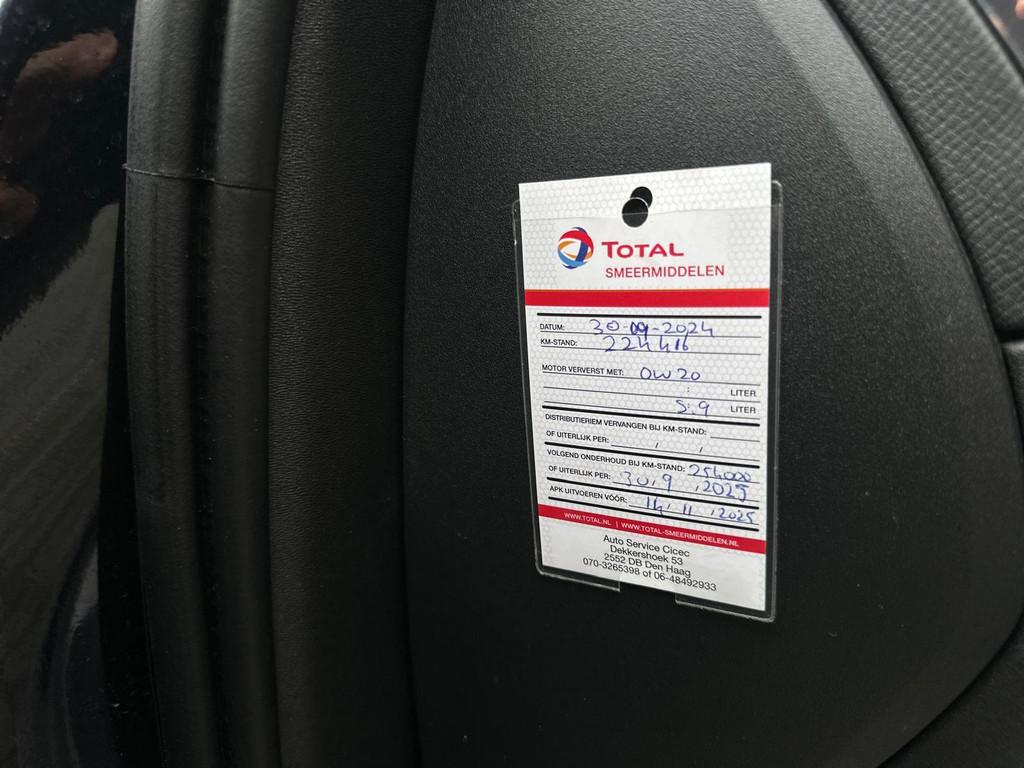 TOTAL
SMEERMIDDELEN
DATUM: 30-09-2024
KM-STAND: 224416
MOTOR VERVERST MET: 0W20
: LITER
5.9 LITER
DISTRIBUTIERIEM VERVANGEN BIJ KM-STAND:
OF UITERLIJK PER: , ,
VOLGEND ONDERHOUD BIJ KM-STAND: 254000
OF UITERLIJK PER: 30, 9 , 2025
APK UITVOEREN VÓÓR: 14, 11 , 2025
WWW.TOTAL.NL | WWW.TOTAL-SMEERMIDDELEN.NL
Auto Service Cicec
Dekkershoek 53
2552 DB Den Haag
070-3265398 of 06-48492933